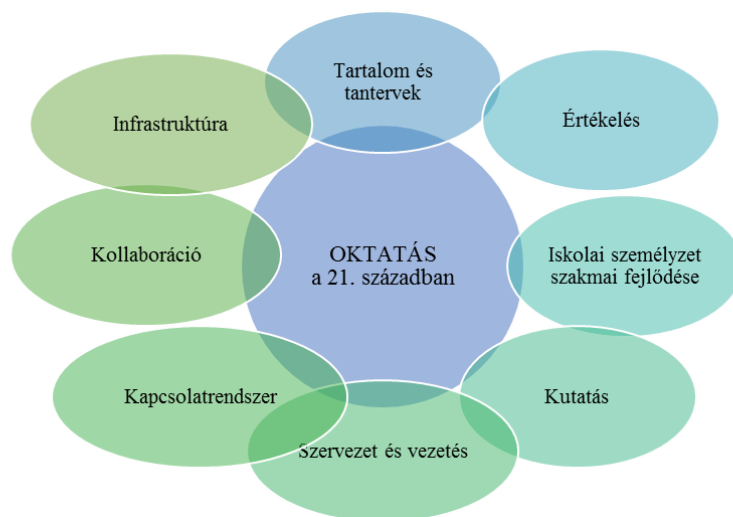 Tartalom és
tantervek
Értékelés
Iskolai személyzet
szakmai fejlődése
Kutatás
Szervezet és vezetés
Kapcsolatrendszer
Kollaboráció
Infrastruktúra
OKTATÁS
a 21. században